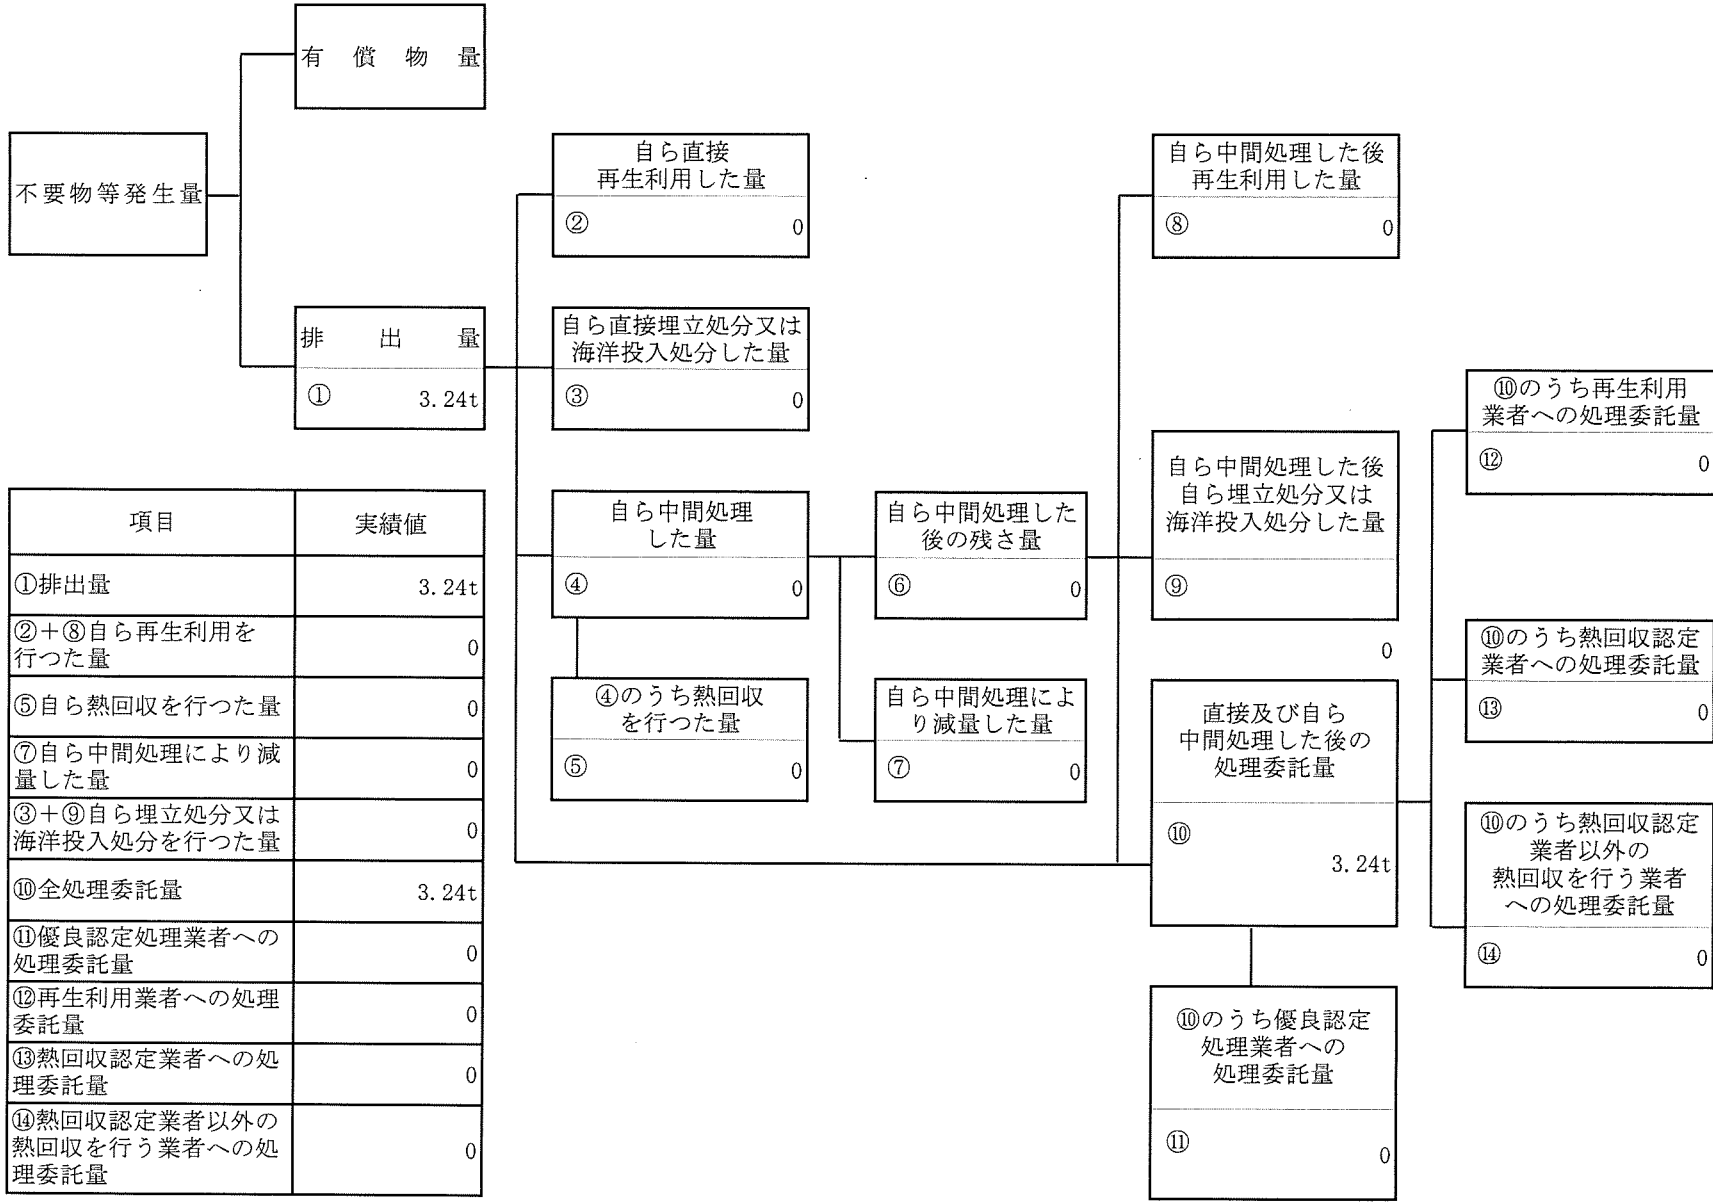 有償物量
不要物等発生量
排出量
① 3.24t
自ら直接
再生利用した量
② 0
自ら直接埋立処分又は
海洋投入処分した量
③ 0
自ら中間処理
した量
④ 0
④のうち熱回収
を行つた量
⑤ 0
自ら中間処理した
後の残さ量
⑥ 0
自ら中間処理によ
り減量した量
⑦ 0
自ら中間処理した後
再生利用した量
⑧ 0
自ら中間処理した後
自ら埋立処分又は
海洋投入処分した量
⑨
0
直接及び自ら
中間処理した後の
処理委託量
⑩
3.24t
⑩のうち優良認定
処理業者への
処理委託量
⑪ 0
⑩のうち再生利用
業者への処理委託量
⑫ 0
⑩のうち熱回収認定
業者への処理委託量
⑬ 0
⑩のうち熱回収認定
業者以外の
熱回収を行う業者
への処理委託量
⑭ 0
項目 実績値
①排出量 3.24t
②+⑧自ら再生利用を
行つた量 0
⑤自ら熱回収を行つた量 0
⑦自ら中間処理により減
量した量 0
③+⑨自ら埋立処分又は
海洋投入処分を行つた量 0
⑩全処理委託量 3.24t
⑪優良認定処理業者への
処理委託量 0
⑫再生利用業者への処理
委託量 0
⑬熱回収認定業者への処
理委託量 0
⑭熱回収認定業者以外の
熱回収を行う業者への処
理委託量 0